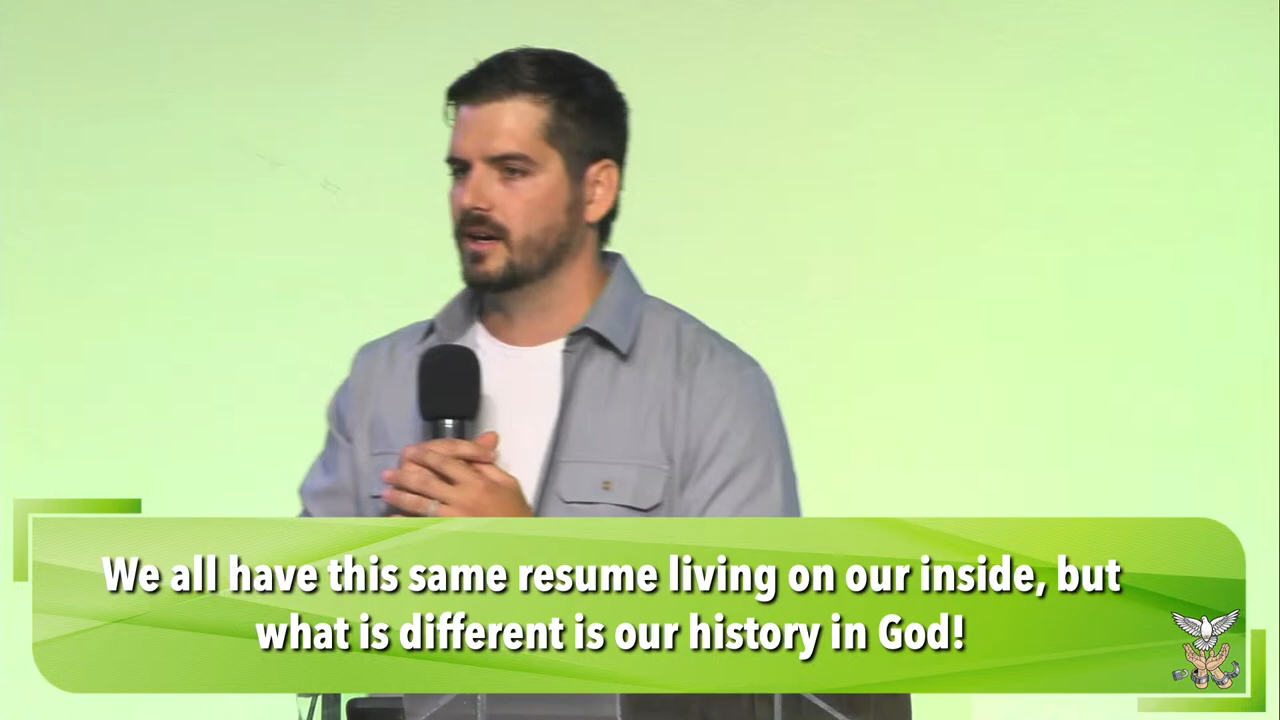 We all have this same resume living on our inside, but
what is different is our history in God!